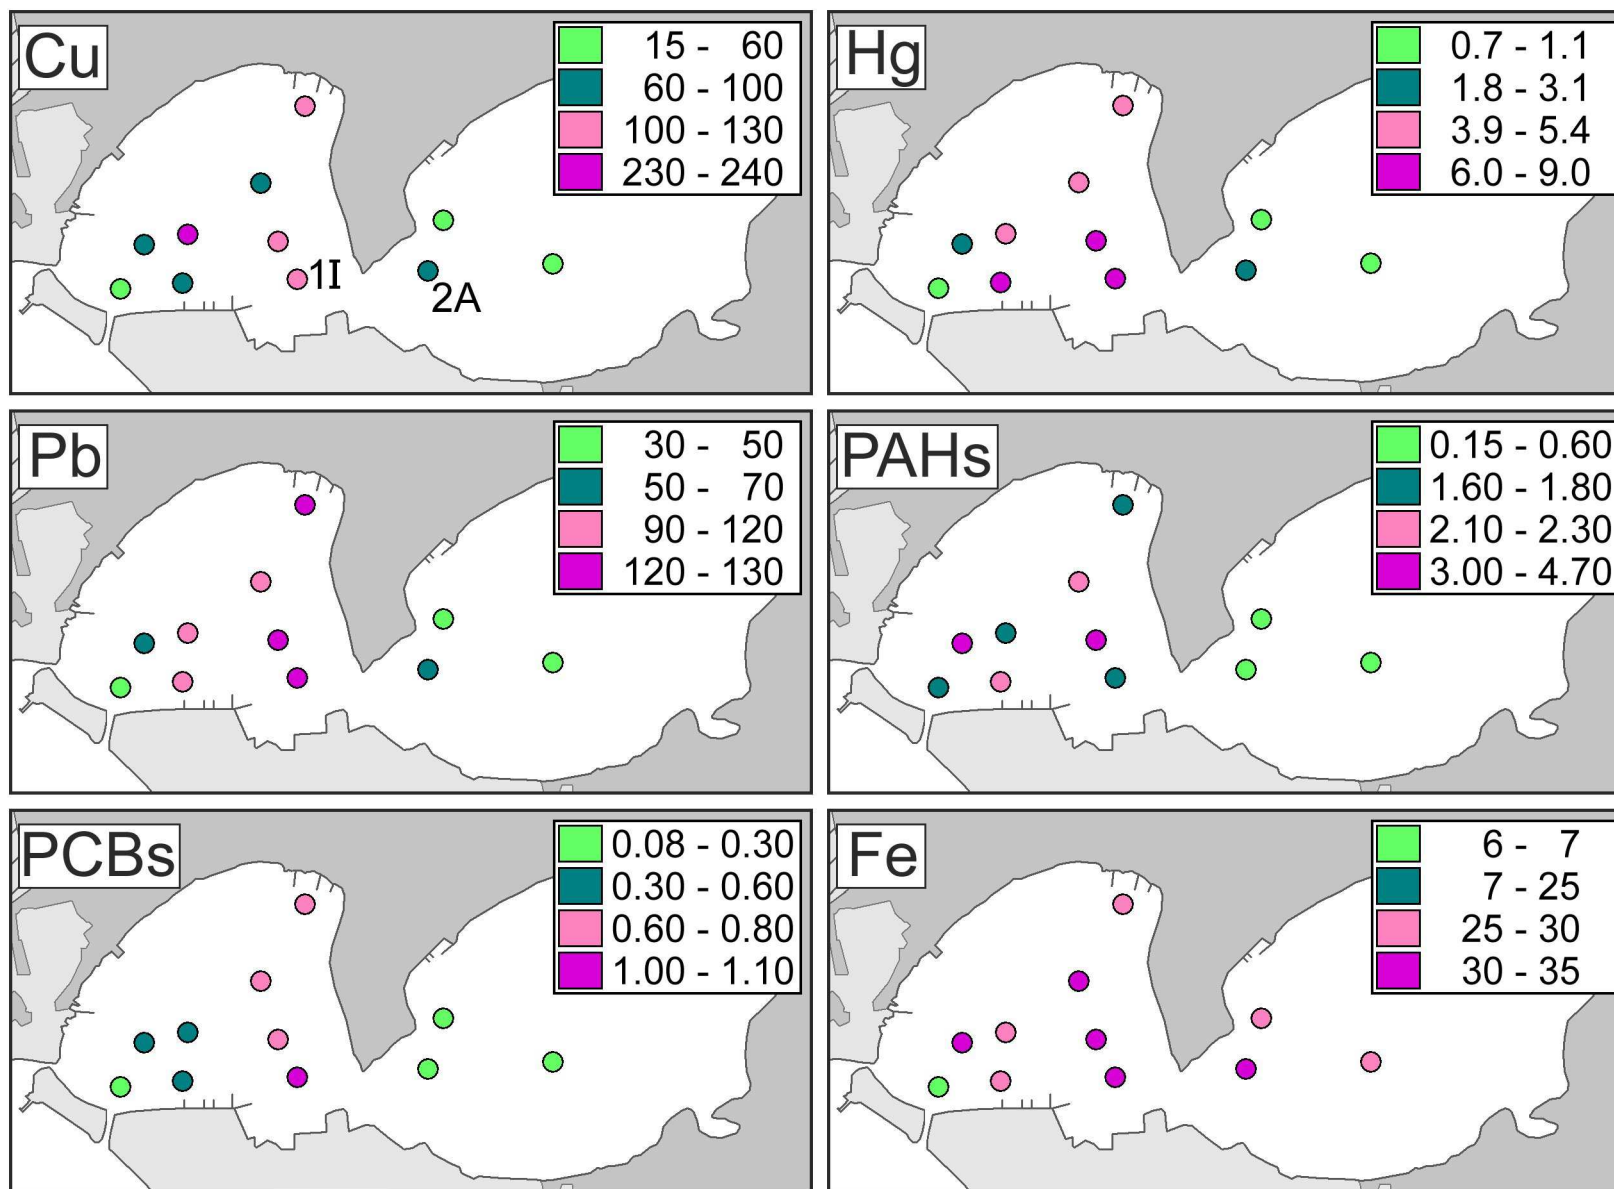 Cu
15 - 60
60 - 100
100 - 130
230 - 240
1I
2A
Hg
0.7 - 1.1
1.8 - 3.1
3.9 - 5.4
6.0 - 9.0
Pb
30 - 50
50 - 70
90 - 120
120 - 130
PAHs
0.15 - 0.60
1.60 - 1.80
2.10 - 2.30
3.00 - 4.70
PCBs
0.08 - 0.30
0.30 - 0.60
0.60 - 0.80
1.00 - 1.10
Fe
6 - 7
7 - 25
25 - 30
30 - 35